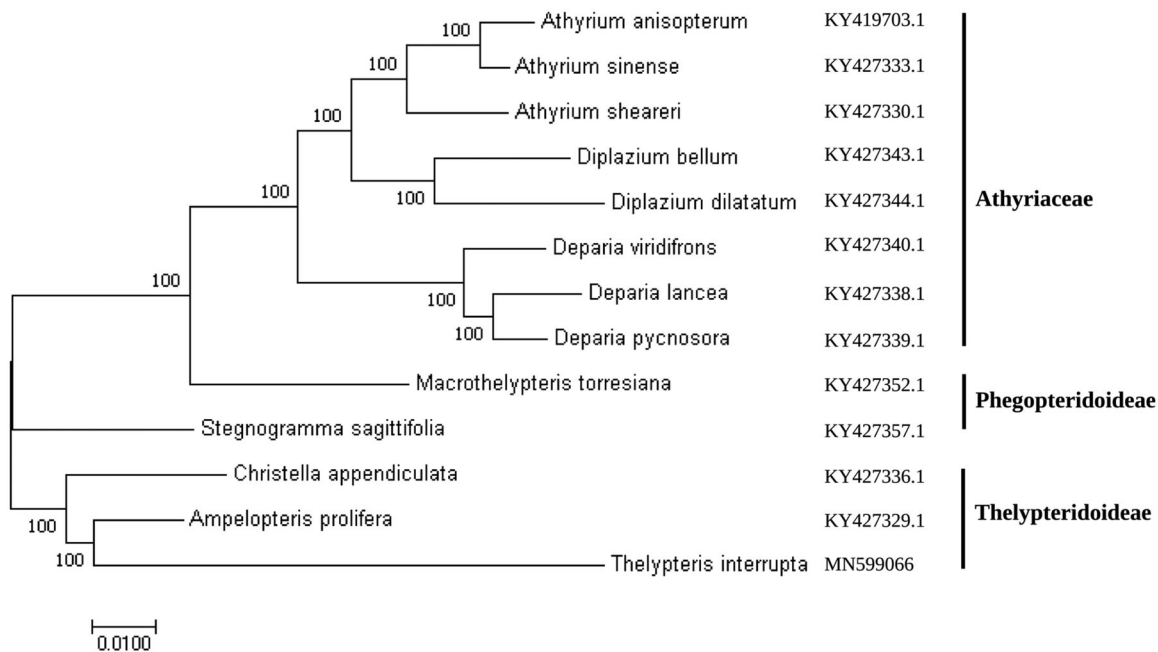 Athyrium anisopterum KY419703.1
100
Athyrium sinense KY427333.1
100
Athyrium sheareri KY427330.1
100
Diplazium bellum KY427343.1
100
100
Diplazium dilatatum KY427344.1
Athyriaceae
Deparia viridifrons KY427340.1
100
Deparia lancea KY427338.1
100
100
Deparia pycnosora KY427339.1
Macrothelypteris torresiana KY427352.1
Phegopteridoideae
Stegnogramma sagittifolia KY427357.1
Christella appendiculata KY427336.1
Thelypteridoideae
100
Ampelopteris prolifera KY427329.1
100
Thelypteris interrupta MN599066
0.0100